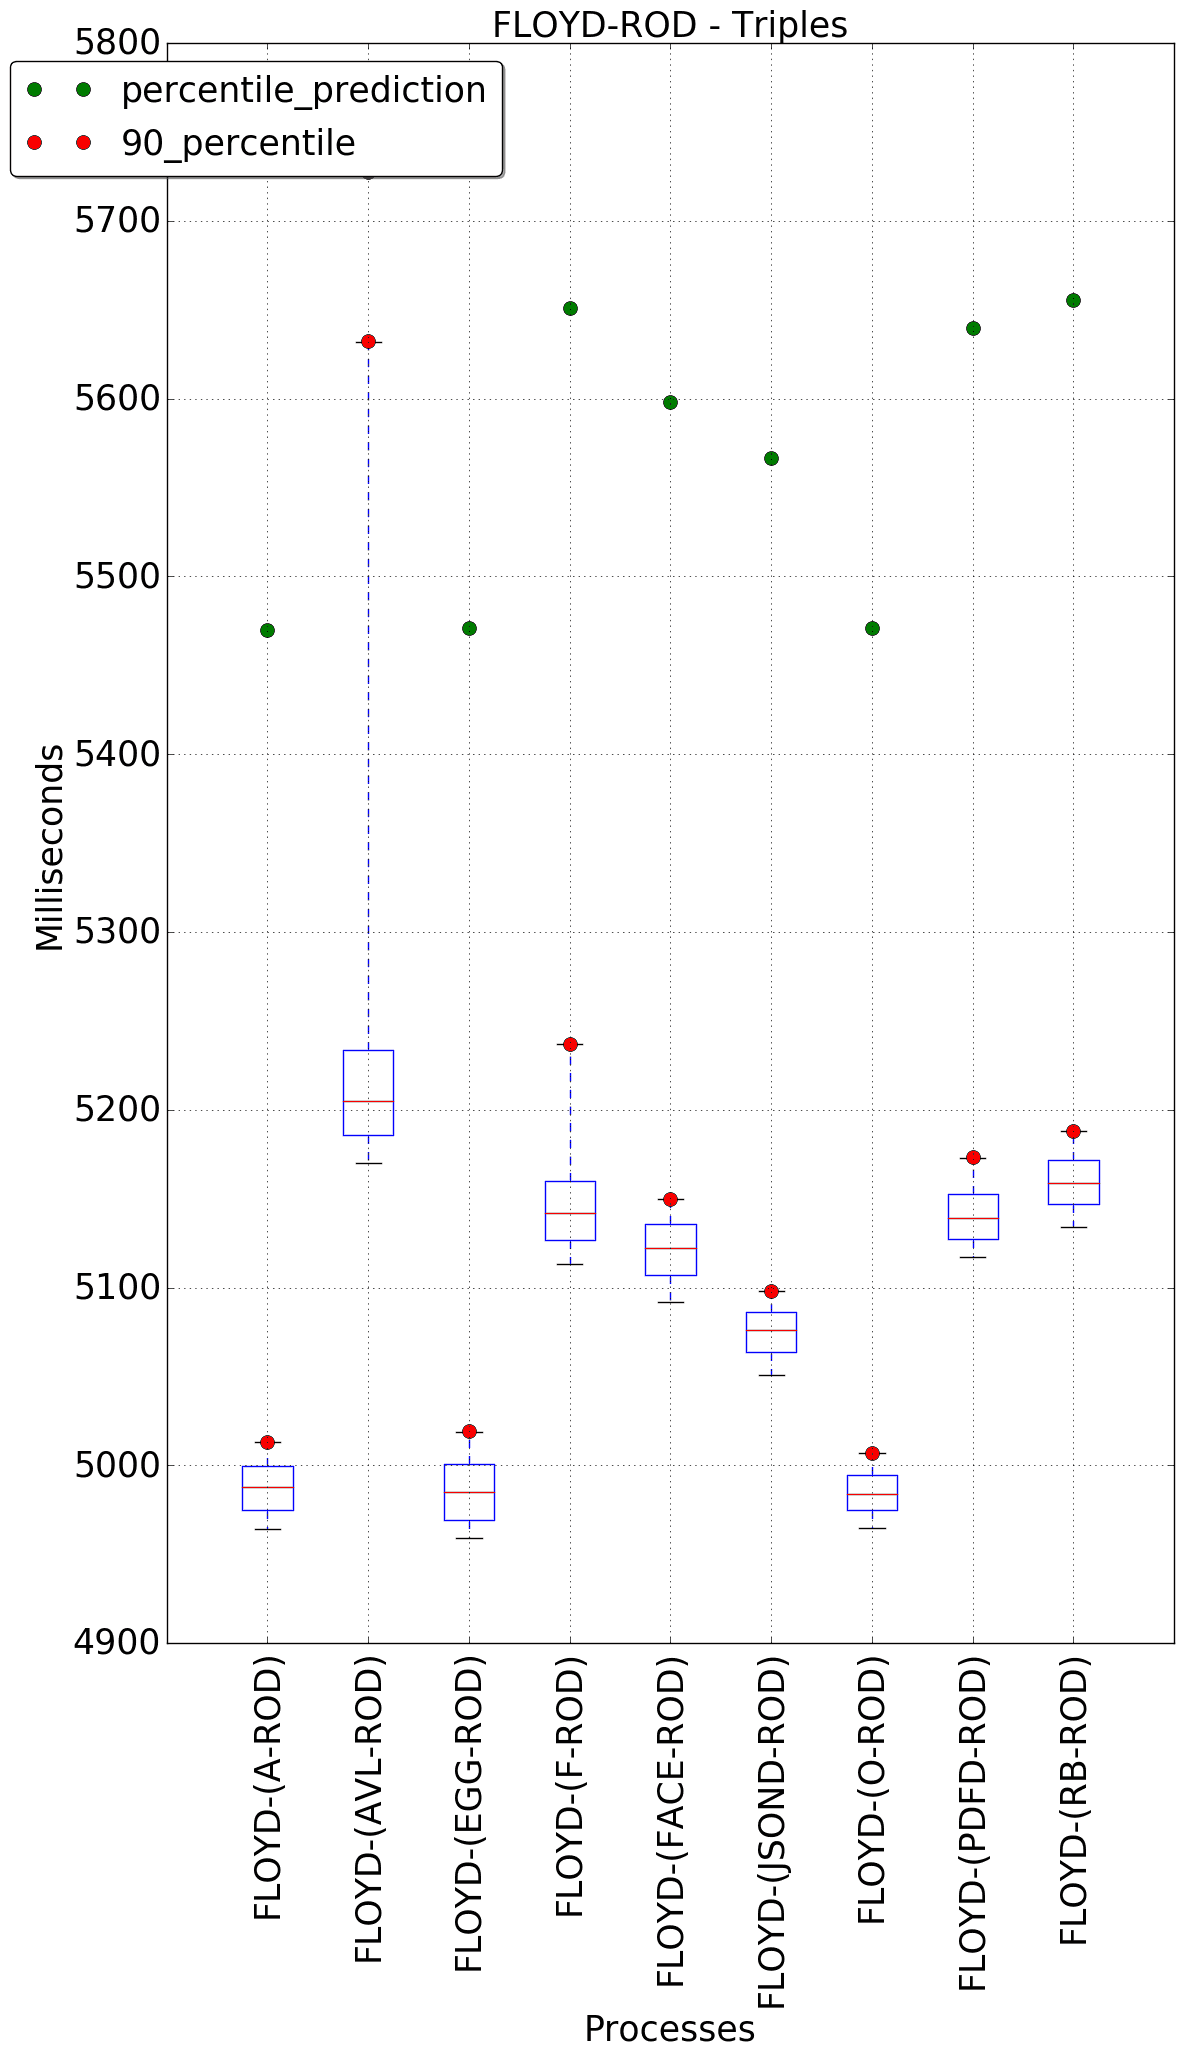 FLOYD-ROD - Triples
percentile_prediction
90_percentile
5800
5700
5600
5500
5400
5300
5200
5100
5000
4900
Milliseconds
FLOYD-(A-ROD)
FLOYD-(AVL-ROD)
FLOYD-(EGG-ROD)
FLOYD-(F-ROD)
FLOYD-(FACE-ROD)
FLOYD-(JSOND-ROD)
FLOYD-(O-ROD)
FLOYD-(PDFD-ROD)
FLOYD-(RB-ROD)
Processes